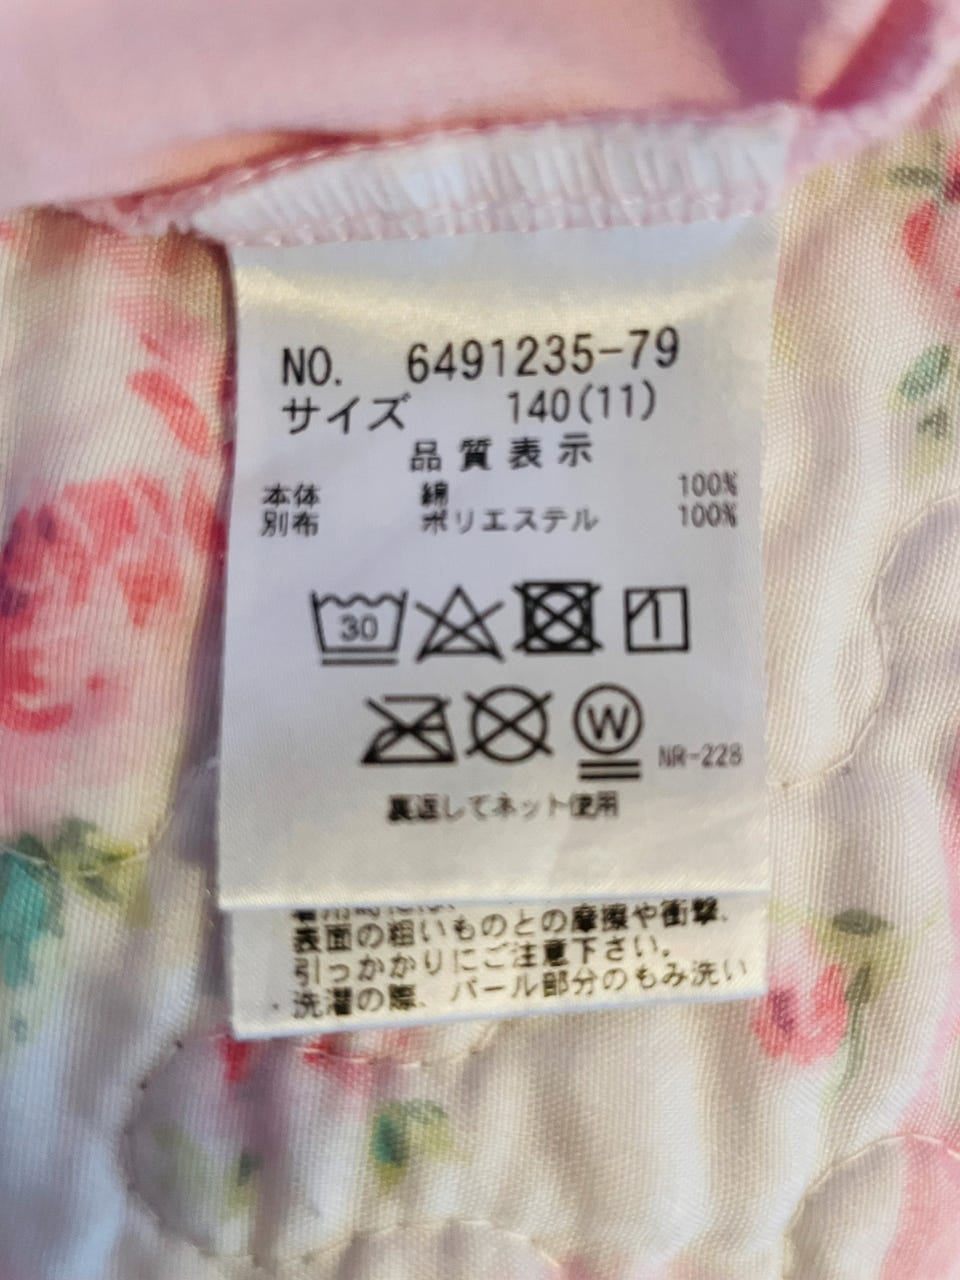 NO. 6491235-79
サイズ 140(11)
品質表示
本体 綿 100%
別布 ポリエステル 100%
30
W
NR-228
裏返してネット使用
表面の粗いものとの摩擦や衝撃、
引っかかりにご注意下さい。
・洗濯の際、パール部分のもみ洗い